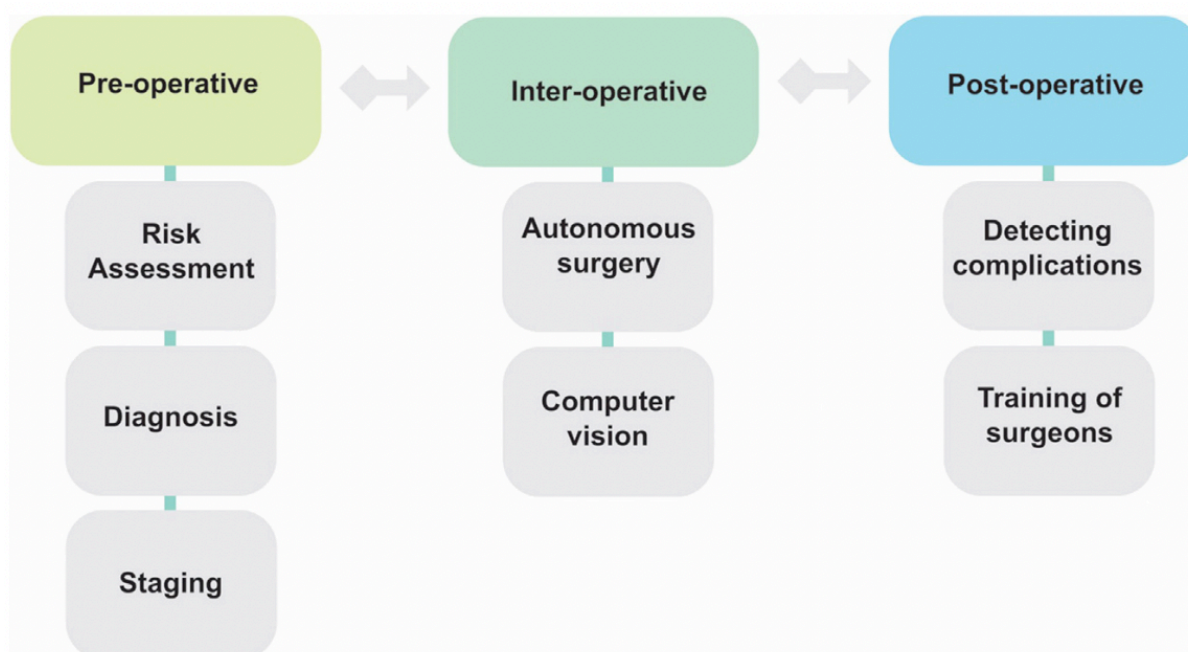 Pre-operative
Inter-operative
Post-operative
Risk
Assessment
Diagnosis
Staging
Autonomous
surgery
Computer
vision
Detecting
complications
Training of
surgeons